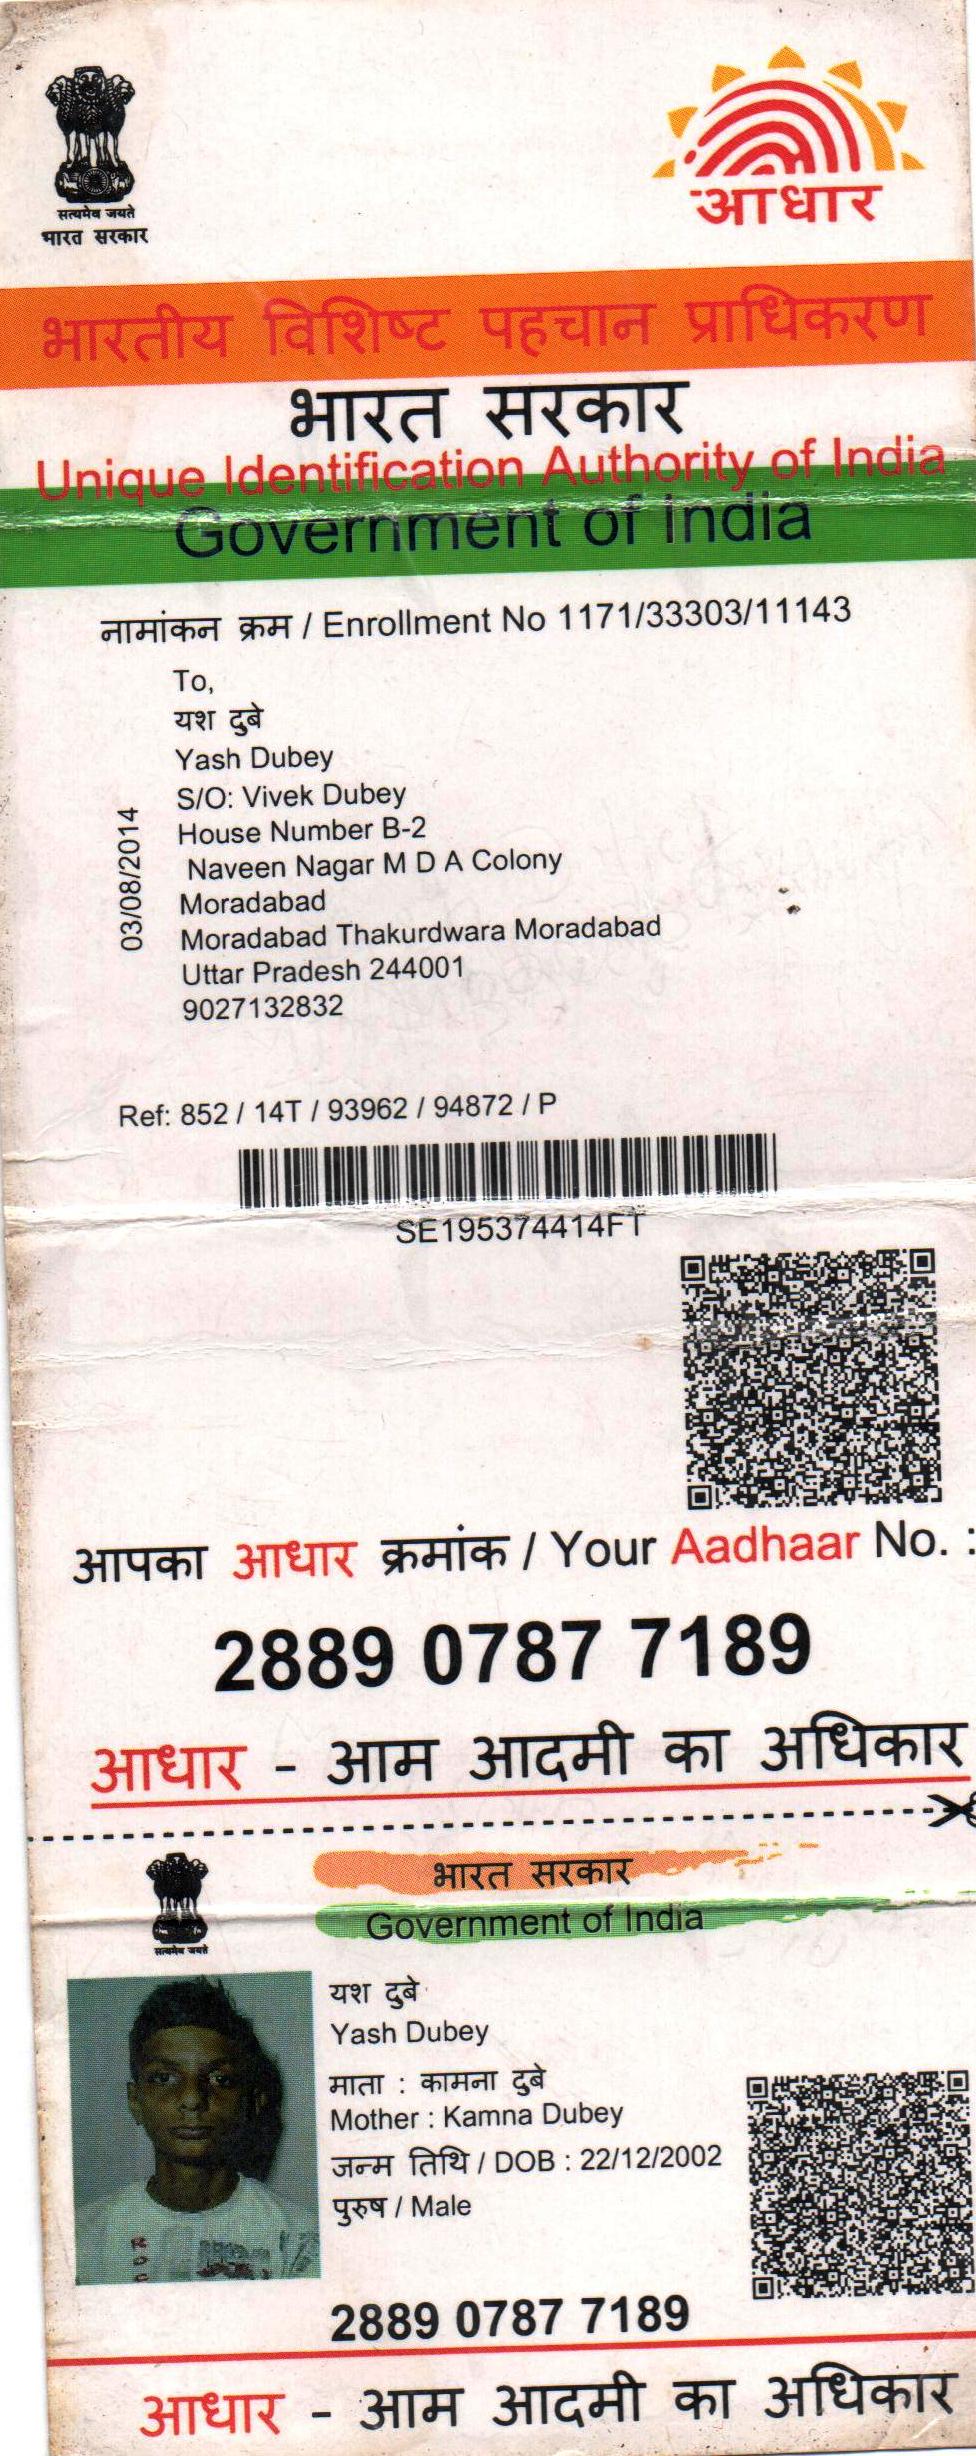 सत्यमेव जयते
भारत सरकार
आधार
भारतीय विशिष्ट पहचान प्राधिकरण
भारत सरकार
Unique Identification Authority of India
Government of India
नामांकन क्रम / Enrollment No 1171/33303/11143
To,
यश दुबे
Yash Dubey
S/O: Vivek Dubey
House Number B-2
Naveen Nagar M D A Colony
Moradabad
Moradabad Thakurdwara Moradabad
Uttar Pradesh 244001
9027132832
03/08/2014
Ref: 852 / 14T / 93962 / 94872 / P
SE195374414FT
आपका आधार क्रमांक / Your Aadhaar No. :
2889 0787 7189
आधार - आम आदमी का अधिकार
सत्यमेव जयते
भारत सरकार
Government of India
यश दुबे
Yash Dubey
माता : कामना दुबे
Mother : Kamna Dubey
जन्म तिथि / DOB : 22/12/2002
पुरुष / Male
2889 0787 7189
आधार - आम आदमी का अधिकार